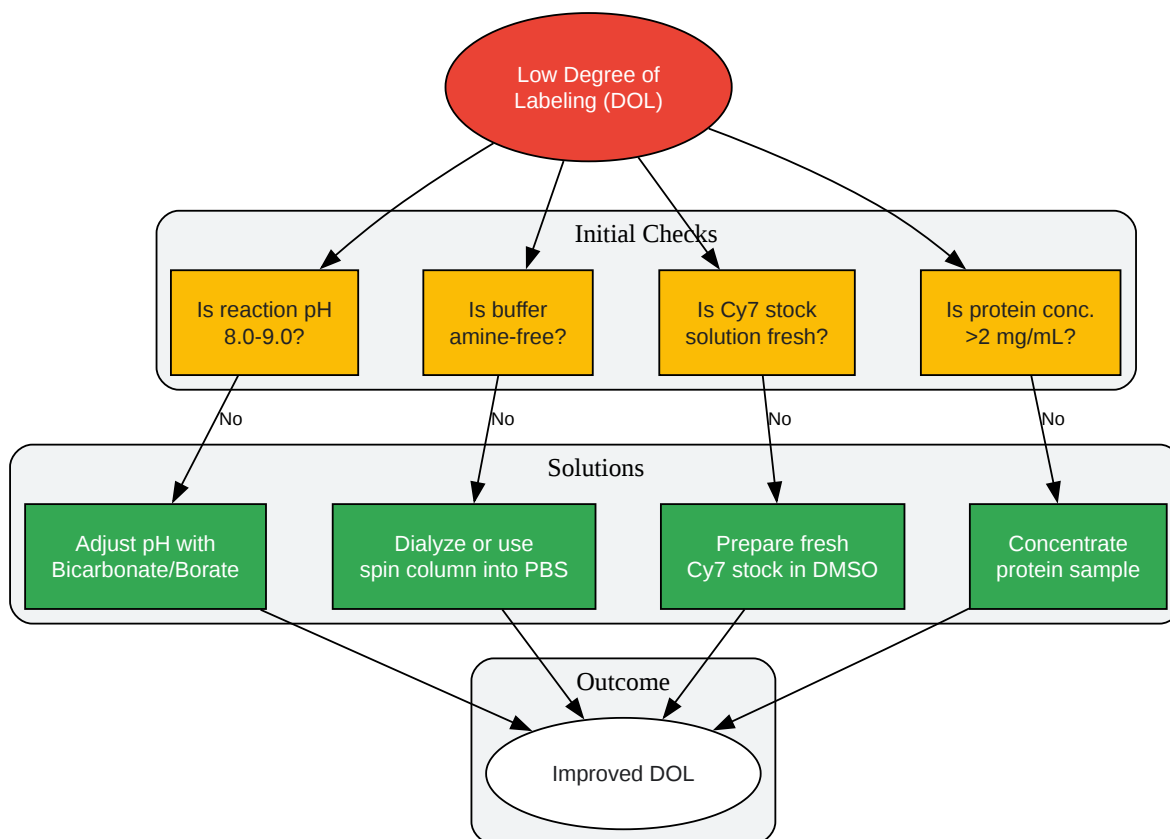 Low Degree of
Labeling (DOL)
Initial Checks
Is reaction pH
8.0-9.0?
Is buffer
amine-free?
Is Cy7 stock
solution fresh?
Is protein conc.
>2 mg/mL?
No
No
No
No
Solutions
Adjust pH with
Bicarbonate/Borate
Dialyze or use
spin column into PBS
Prepare fresh
Cy7 stock in DMSO
Concentrate
protein sample
Outcome
Improved DOL